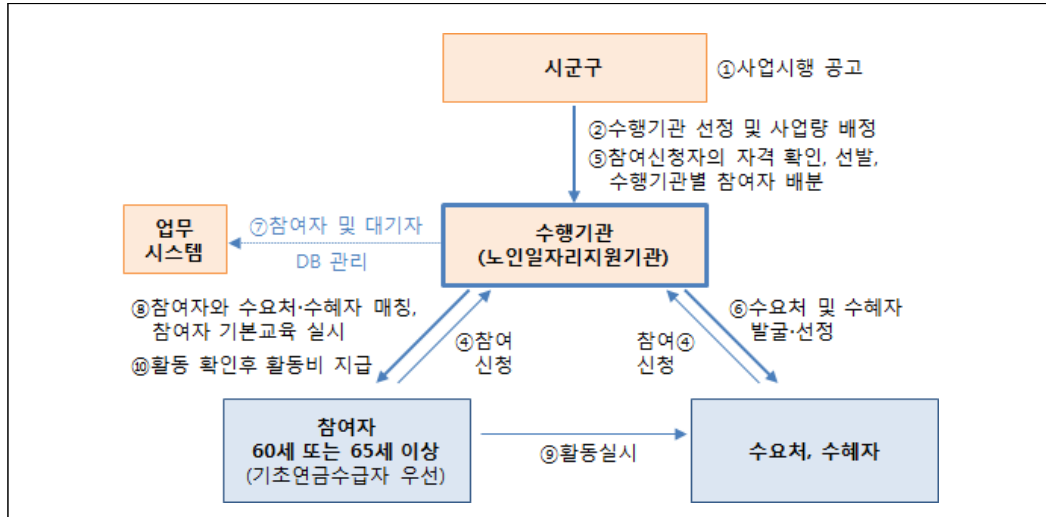 시군구
①사업시행 공고
②수행기관 선정 및 사업량 배정
⑤참여신청자의 자격 확인, 선발,
수행기관별 참여자 배분
업무
시스템
⑦참여자 및 대기자
DB 관리
수행기관
(노인일자리지원기관)
⑧참여자와 수요처·수혜자 매칭,
참여자 기본교육 실시
⑩활동 확인후 활동비 지급
④참여
신청
참여④
신청
⑥수요처 및 수혜자
발굴·선정
참여자
60세 또는 65세 이상
(기초연금수급자 우선)
⑨활동실시
수요처, 수혜자